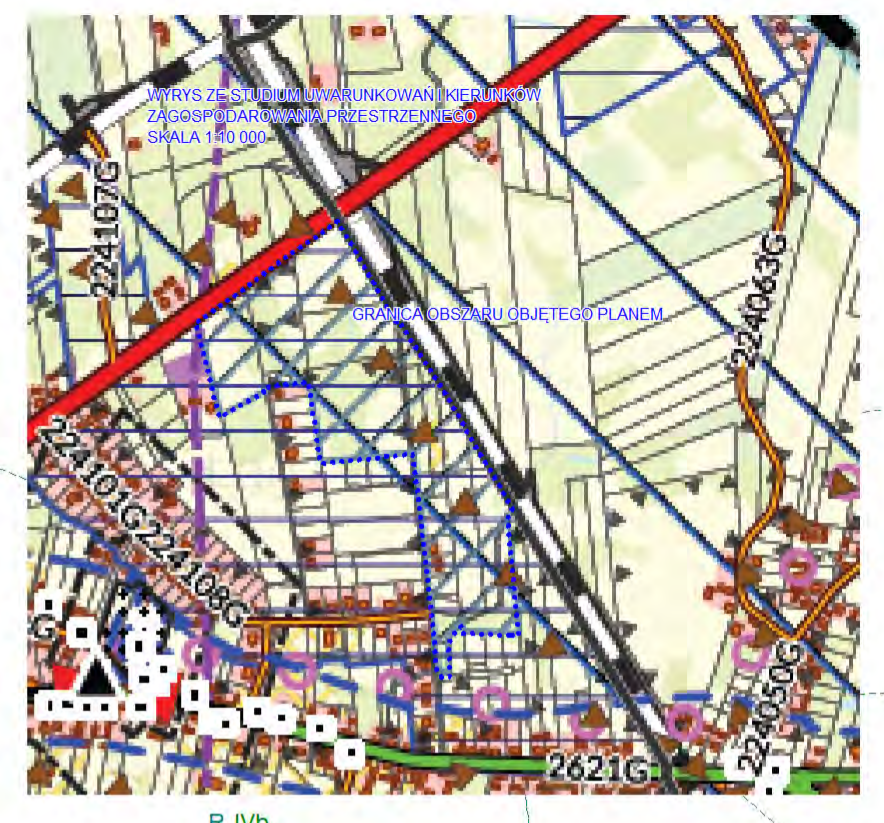 WYRYS ZE STUDIUM UWARUNKOWAŃ I KIERUNKÓW
ZAGOSPODAROWANIA PRZESTRZENNEGO
SKALA 1:10 000
224107G
224063G
GRANICA OBSZARU OBJĘTEGO PLANEM
224101G
224108G
G
224050G
2621G